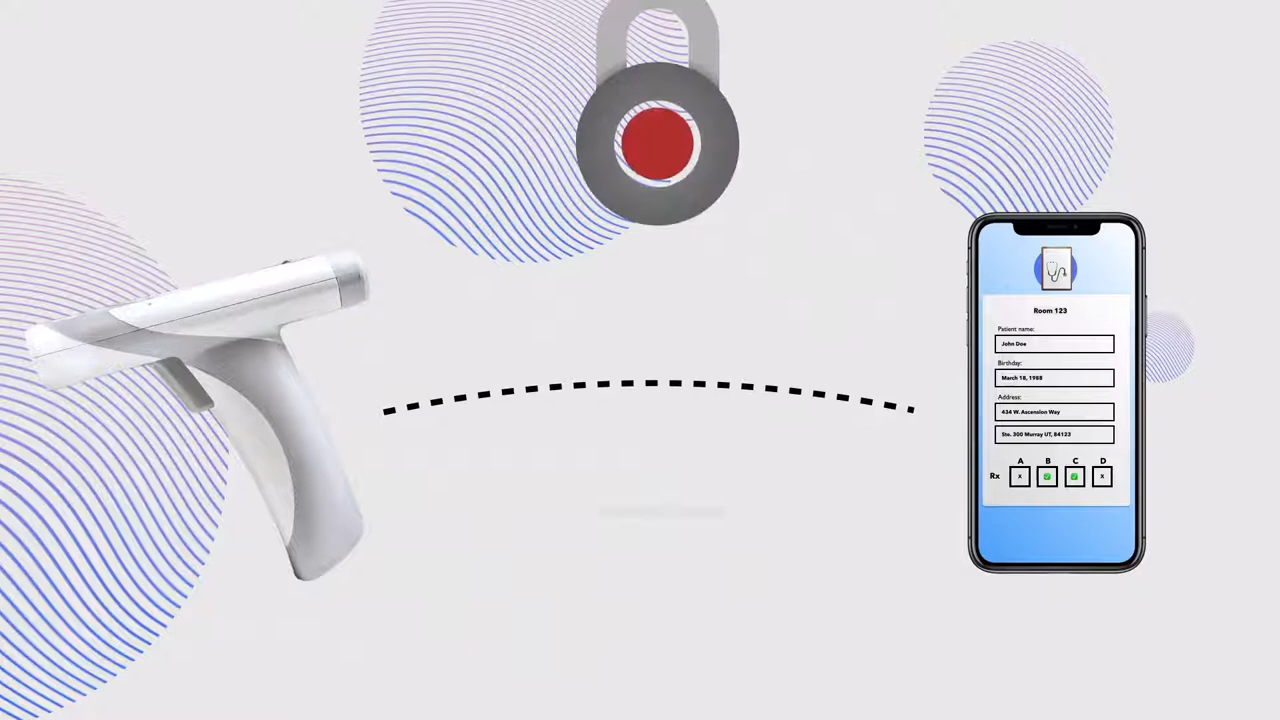 Room 123
Patient name:
John Doe
Birthday:
March 18, 1988
Address:
434 W. Ascension Way
Ste. 300 Murray UT, 84123
A B C D
Rx x ✅ ✅ x